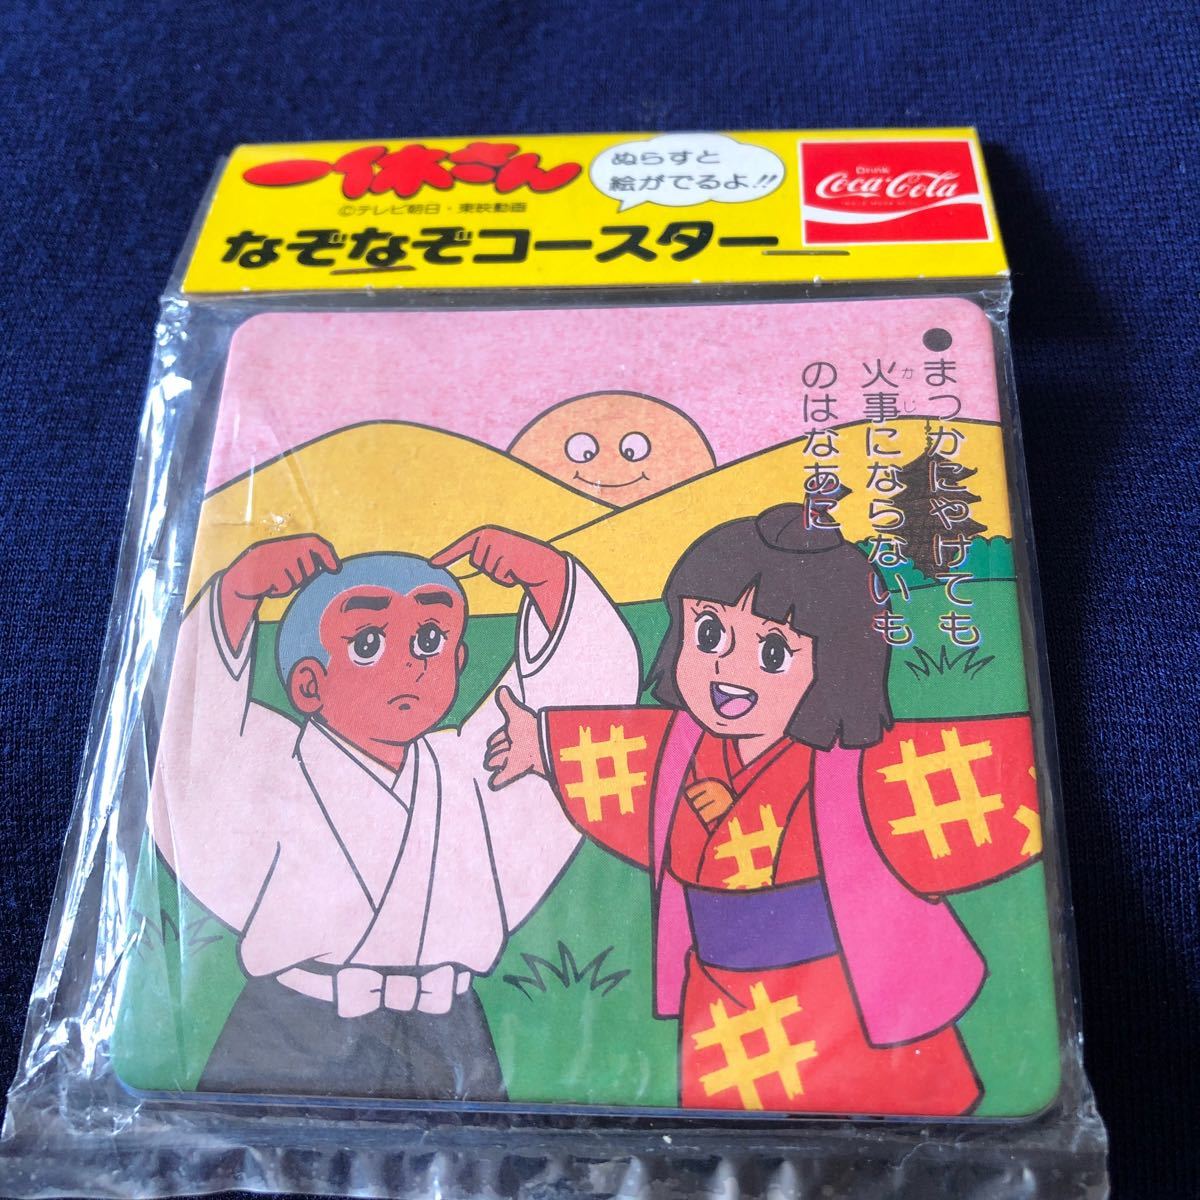 一休さん
ぬらすと
絵がでるよ!!
©テレビ朝日・東映動画
なぞなぞコースター
Drink
Coca-Cola
●まっかにやけても
火事にならないも
かじ
のはなあに